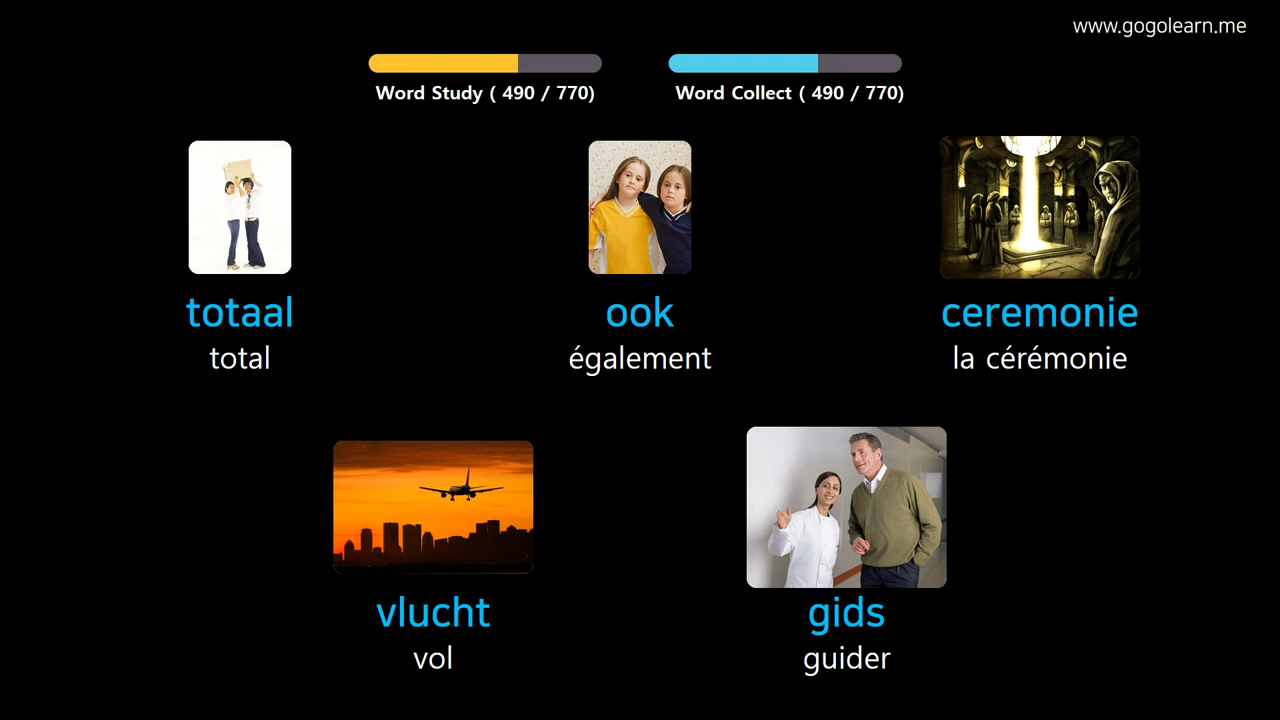 www.gogolearn.me
Word Study ( 490 / 770)
Word Collect ( 490 / 770)
totaal
total
ook
également
ceremonie
la cérémonie
vlucht
vol
gids
guider